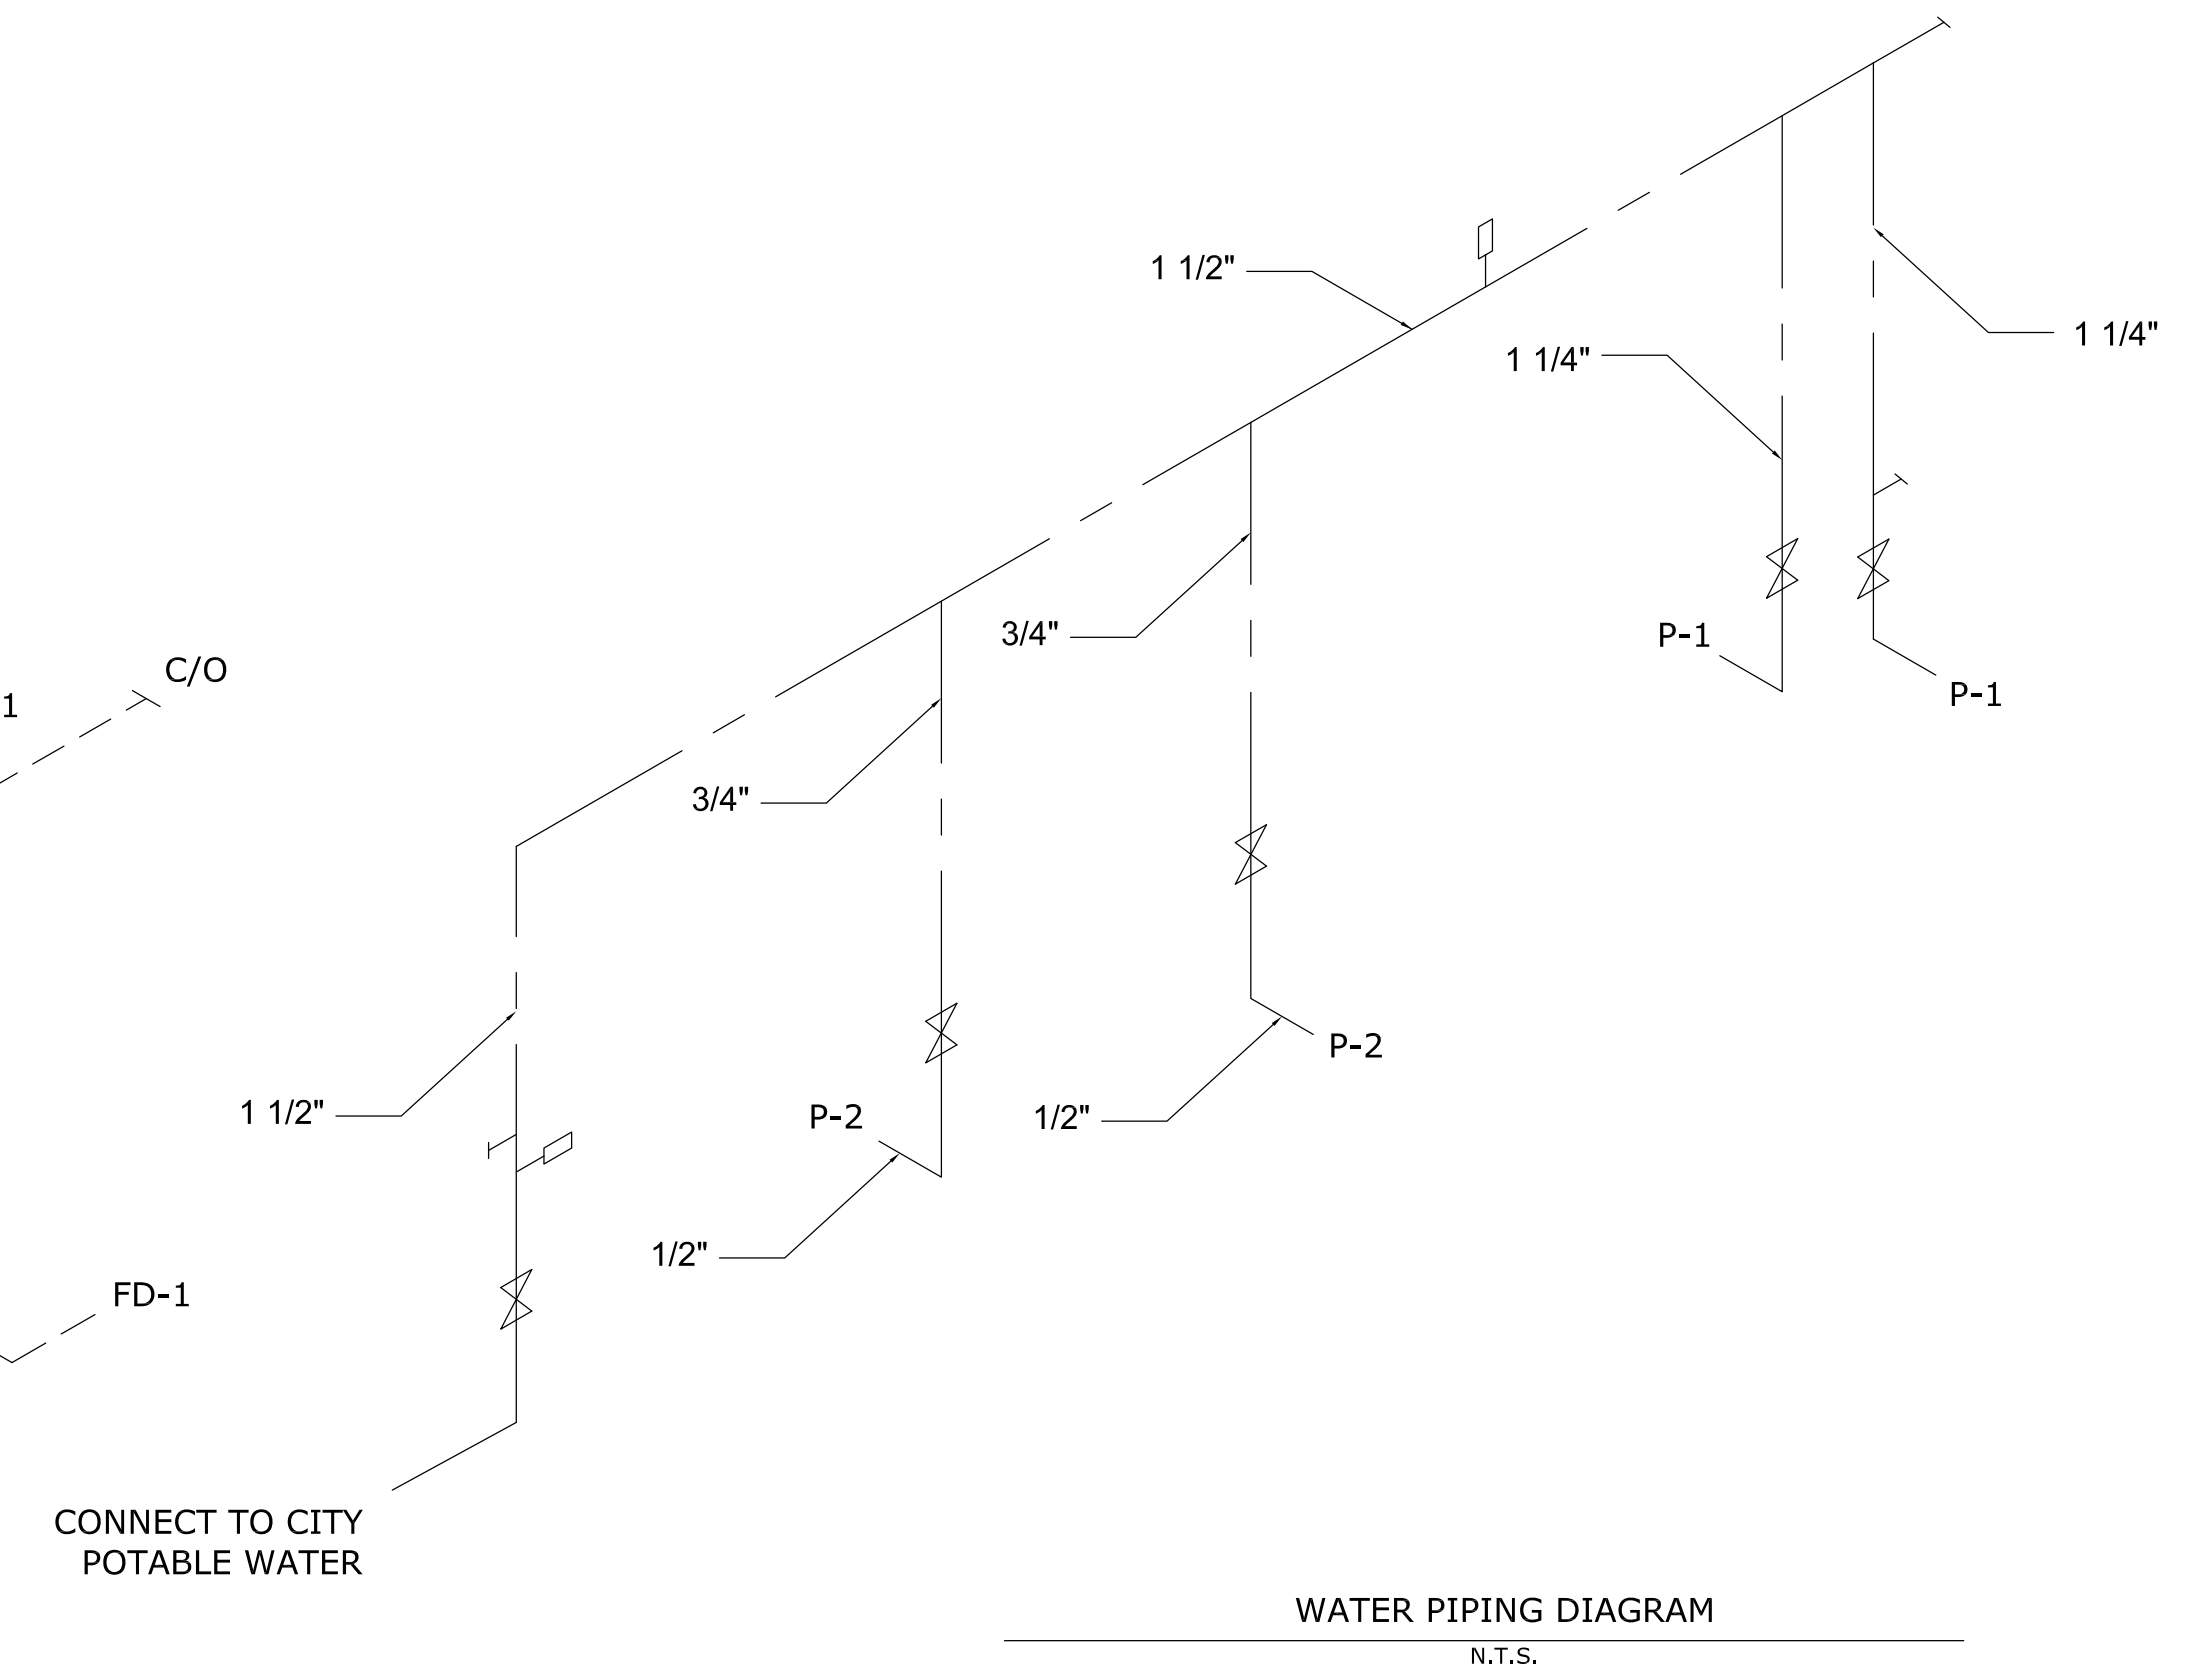 1 1/2"
1 1/4"
1 1/4"
3/4"
P-1
P-1
C/O
1
3/4"
P-2
1/2"
1 1/2"
P-2
1/2"
FD-1
CONNECT TO CITY
POTABLE WATER
WATER PIPING DIAGRAM
N.T.S.